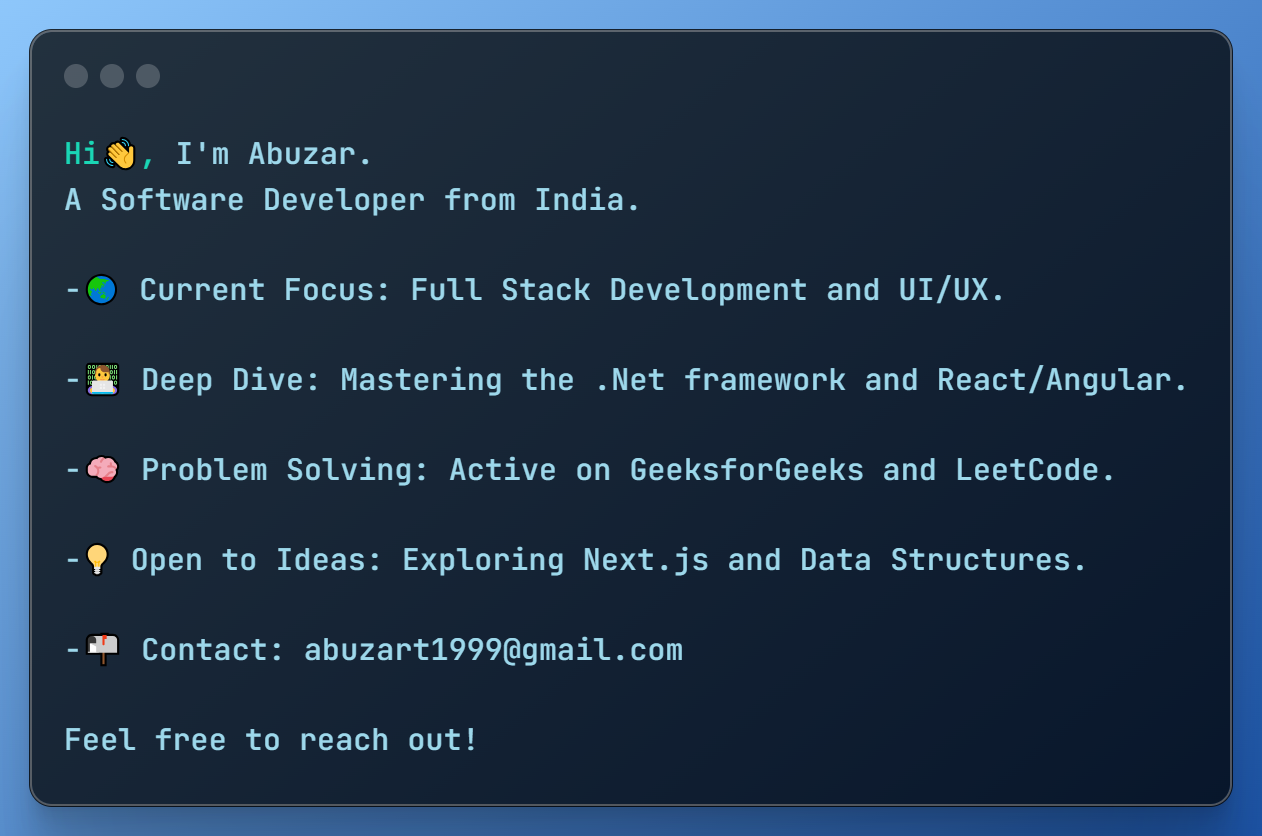 Hi👋, I'm Abuzar.
A Software Developer from India.
-🌏 Current Focus: Full Stack Development and UI/UX.
-👨‍💻 Deep Dive: Mastering the .Net framework and React/Angular.
-🧠 Problem Solving: Active on GeeksforGeeks and LeetCode.
-💡 Open to Ideas: Exploring Next.js and Data Structures.
-📭 Contact: abuzart1999@gmail.com
Feel free to reach out!